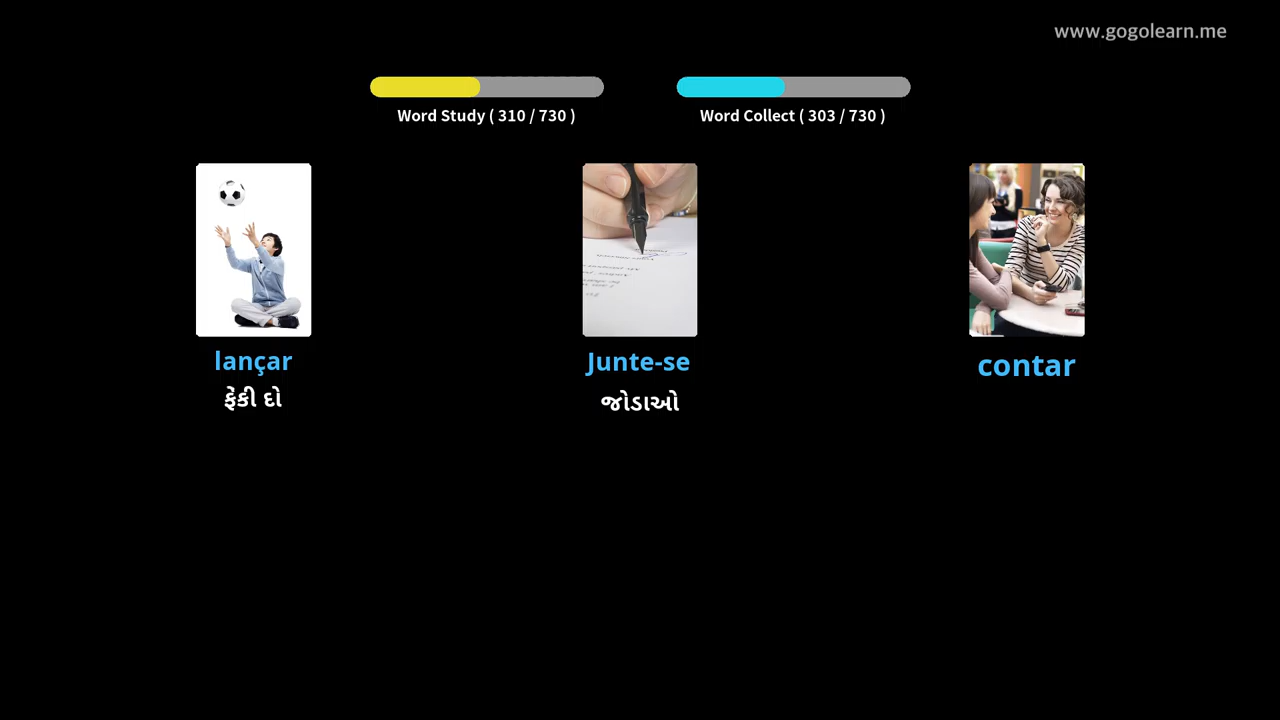 www.gogolearn.me
Word Study ( 310 / 730 )
Word Collect ( 303 / 730 )
lançar
ફેંકી દો
Junte-se
જોડાઓ
contar